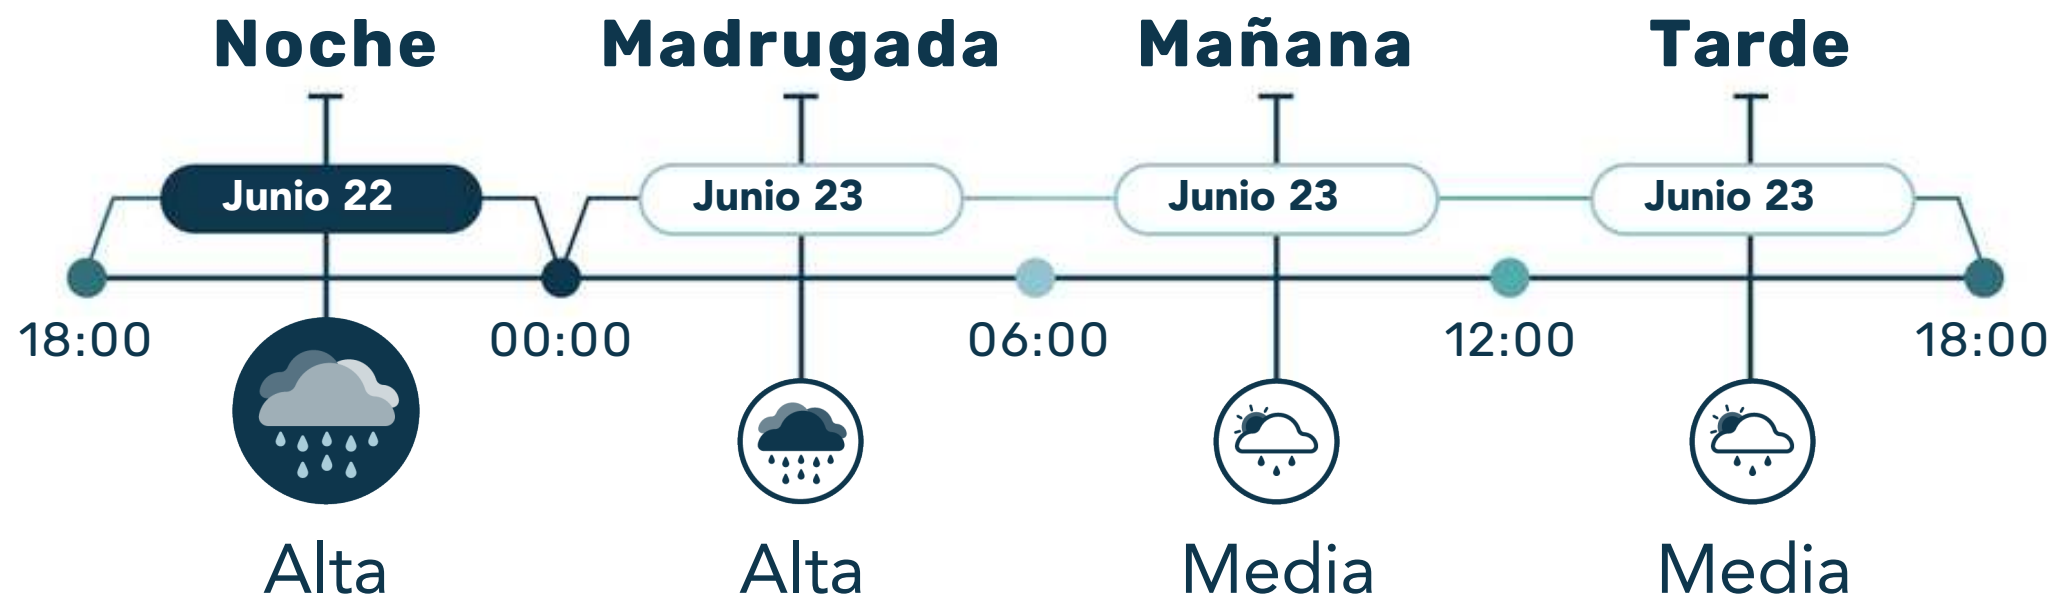 Noche Madrugada Mañana Tarde
Junio 22 Junio 23 Junio 23 Junio 23
18:00 00:00 06:00 12:00 18:00
Alta Alta Media Media